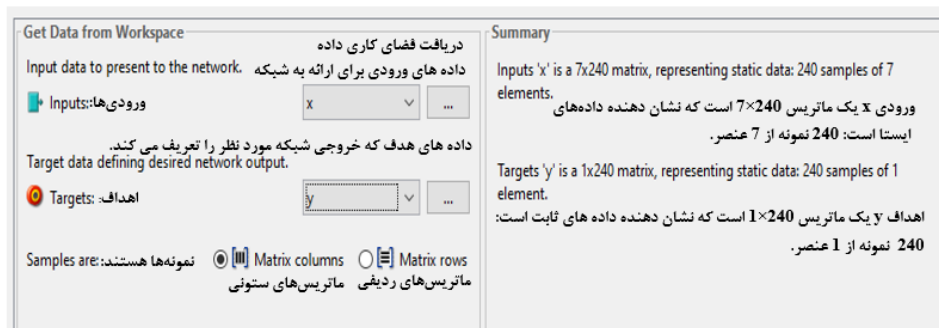 Get Data from Workspace
دریافت فضای کاری داده
Input data to present to the network.
داده های ورودی برای ارائه به شبکه
Inputs:
ورودی‌ها:
x
...
داده های هدف که خروجی شبکه مورد نظر را تعریف می کند.
Target data defining desired network output.
Targets:
اهداف:
y
...
Samples are:
نمونه‌ها هستند:
Matrix columns
Matrix rows
ماتریس‌های ستونی
ماتریس‌های ردیفی
Summary
Inputs 'x' is a 7x240 matrix, representing static data: 240 samples of 7
elements.
ورودی x یک ماتریس 240×7 است که نشان دهنده داده‌های
ایستا است: 240 نمونه از 7 عنصر.
Targets 'y' is a 1x240 matrix, representing static data: 240 samples of 1
element.
اهداف y یک ماتریس 240×1 است که نشان دهنده داده های ثابت است:
240 نمونه از 1 عنصر.